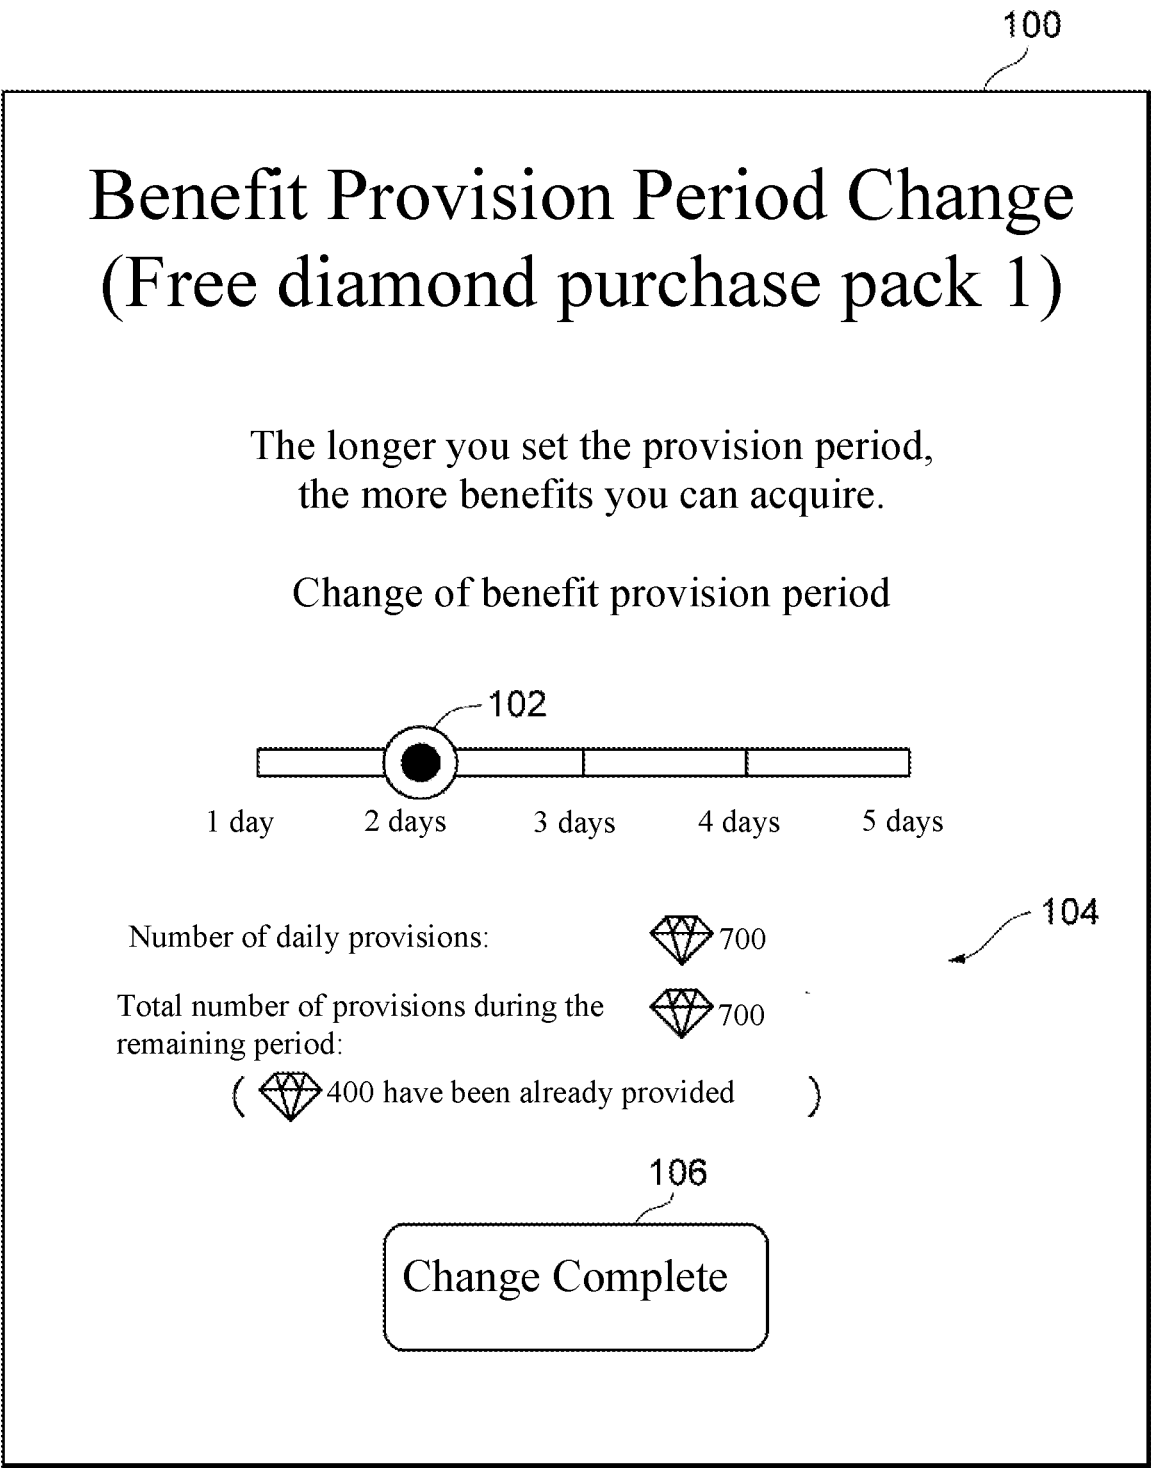 100
Benefit Provision Period Change
(Free diamond purchase pack 1)
The longer you set the provision period,
the more benefits you can acquire.
Change of benefit provision period
102
1 day 2 days 3 days 4 days 5 days
104
Number of daily provisions: 700
Total number of provisions during the 700
remaining period:
( 400 have been already provided )
106
Change Complete